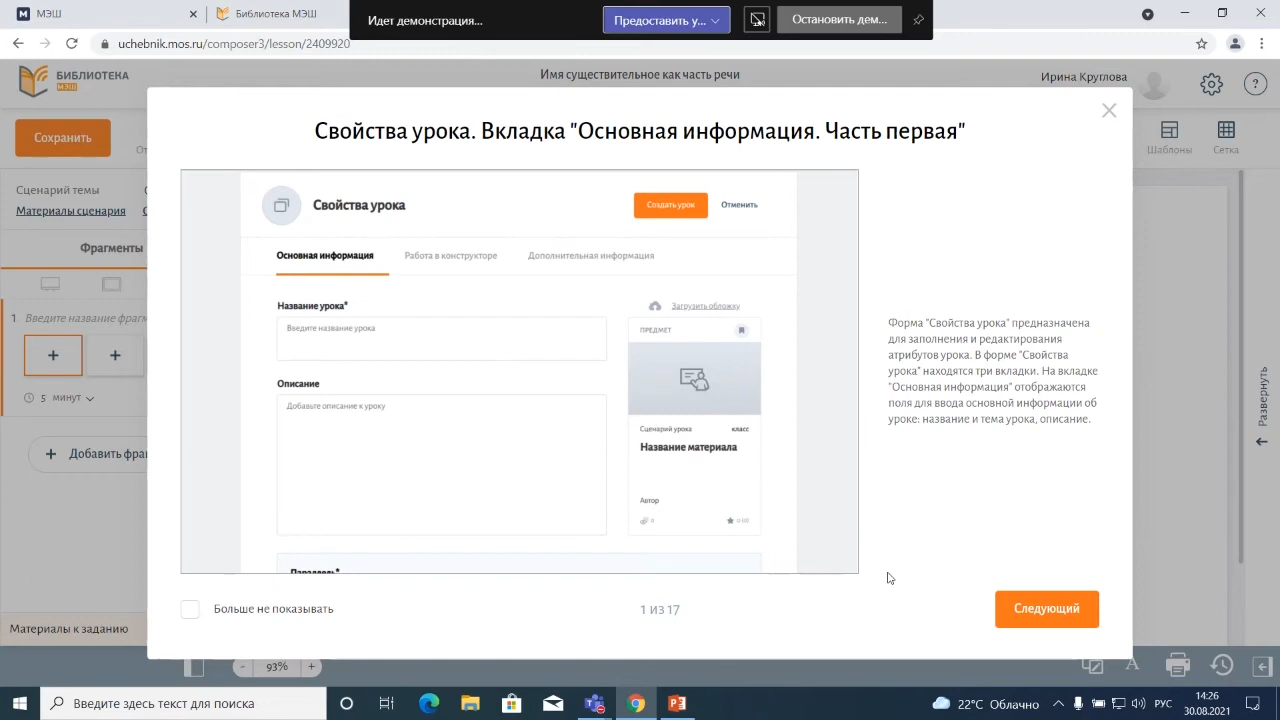 МЭШ
Библиотека МЭШ
Идет демонстрация...
Предоставить у...
Остановить дем...
uchebnik.mos.ru/composer3/lesson/2409920
БИБЛИОТЕКА
МЭШ
Имя существительное как часть речи
Ирина Круглова
Сохранить
Шаблоны
Сетка
Сценарий темы
Материалы сценария
Фрагменты
Введите название фрагм
5 минут
Добавить фраг
Материалы к заданию
Свойства урока. Вкладка "Основная информация. Часть первая"
Свойства урока
Создать урок
Отменить
Основная информация
Работа в конструкторе
Дополнительная информация
Название урока*
Введите название урока
Загрузить обложку
ПРЕДМЕТ
Описание
Добавьте описание к уроку
Сценарий урока
класс
Название материала
Автор
0
Параллель*
Форма "Свойства урока" предназначена
для заполнения и редактирования
атрибутов урока. В форме "Свойства
урока" находятся три вкладки. На вкладке
"Основная информация" отображаются
поля для ввода основной информации об
уроке: название и тема урока, описание.
Больше не показывать
1 ИЗ 17
Следующий
93%
Введите здесь текст для поиска
22°C Облачно
РУС
14:26
30.08.2021